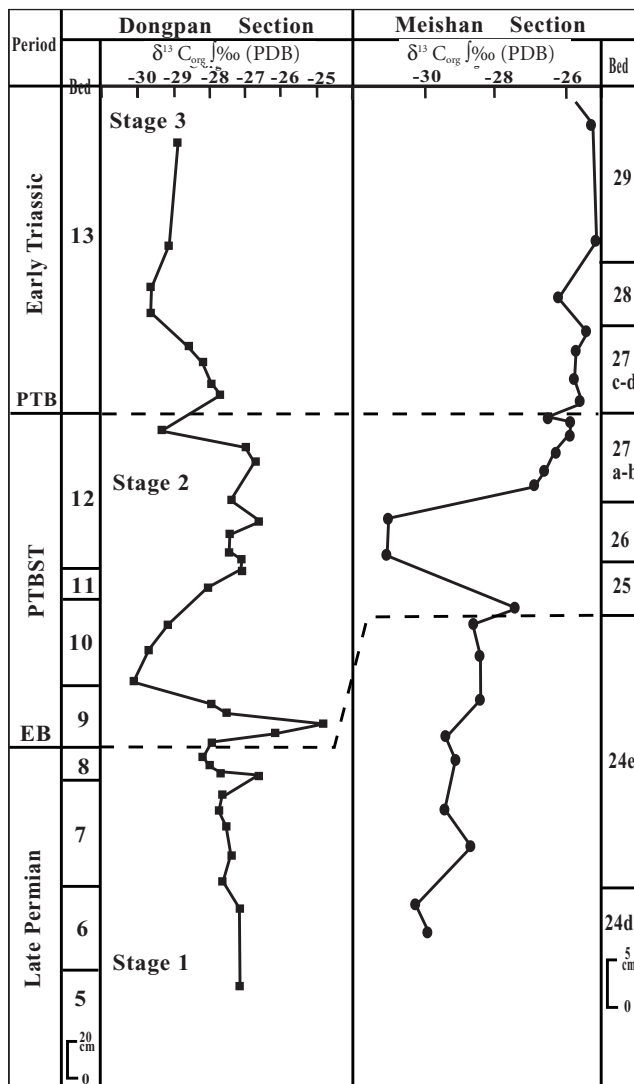 Dongpan Section
Meishan Section
Period
δ¹³ Corg ∫‰ (PDB)
δ¹³ Corg ∫‰ (PDB)
Bed
Bed
-30 -29 -28 -27 -26 -25
-30 -28 -26
Stage 3
29
13
Early Triassic
28
27
c-d
PTB
27
a-b
Stage 2
12
26
PTBST
11
25
10
9
EB
8
24e
7
6
24d
Late Permian
Stage 1
5
5
cm
0
20
cm
0